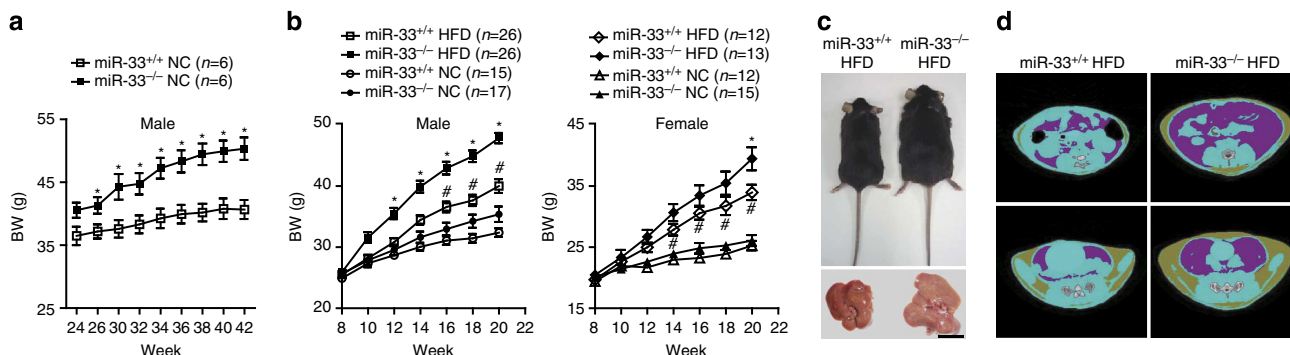 a
miR-33+/+ NC (n=6)
miR-33−/− NC (n=6)
Male
BW (g)
55
45
35
25
* * * * * * * * *
24 26 30 32 34 36 38 40 42
Week
b
miR-33+/+ HFD (n=26)
miR-33−/− HFD (n=26)
miR-33+/+ NC (n=15)
miR-33−/− NC (n=17)
Male
BW (g)
50
40
30
20
* * * * *
# # #
8 10 12 14 16 18 20 22
Week
miR-33+/+ HFD (n=12)
miR-33−/− HFD (n=13)
miR-33+/+ NC (n=12)
miR-33−/− NC (n=15)
Female
BW (g)
45
35
25
15
*
# # # #
8 10 12 14 16 18 20 22
Week
c
miR-33+/+ miR-33−/−
HFD HFD
d
miR-33+/+ HFD
miR-33−/− HFD